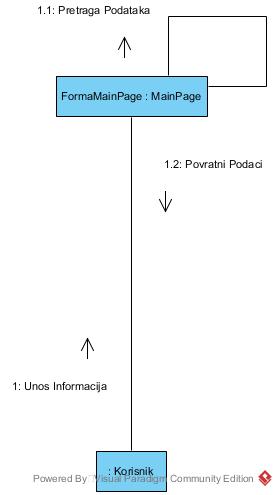 1.1: Pretraga Podataka
FormaMainPage : MainPage
1.2: Povratni Podaci
1: Unos Informacija
: Korisnik
Powered By Visual Paradigm Community Edition